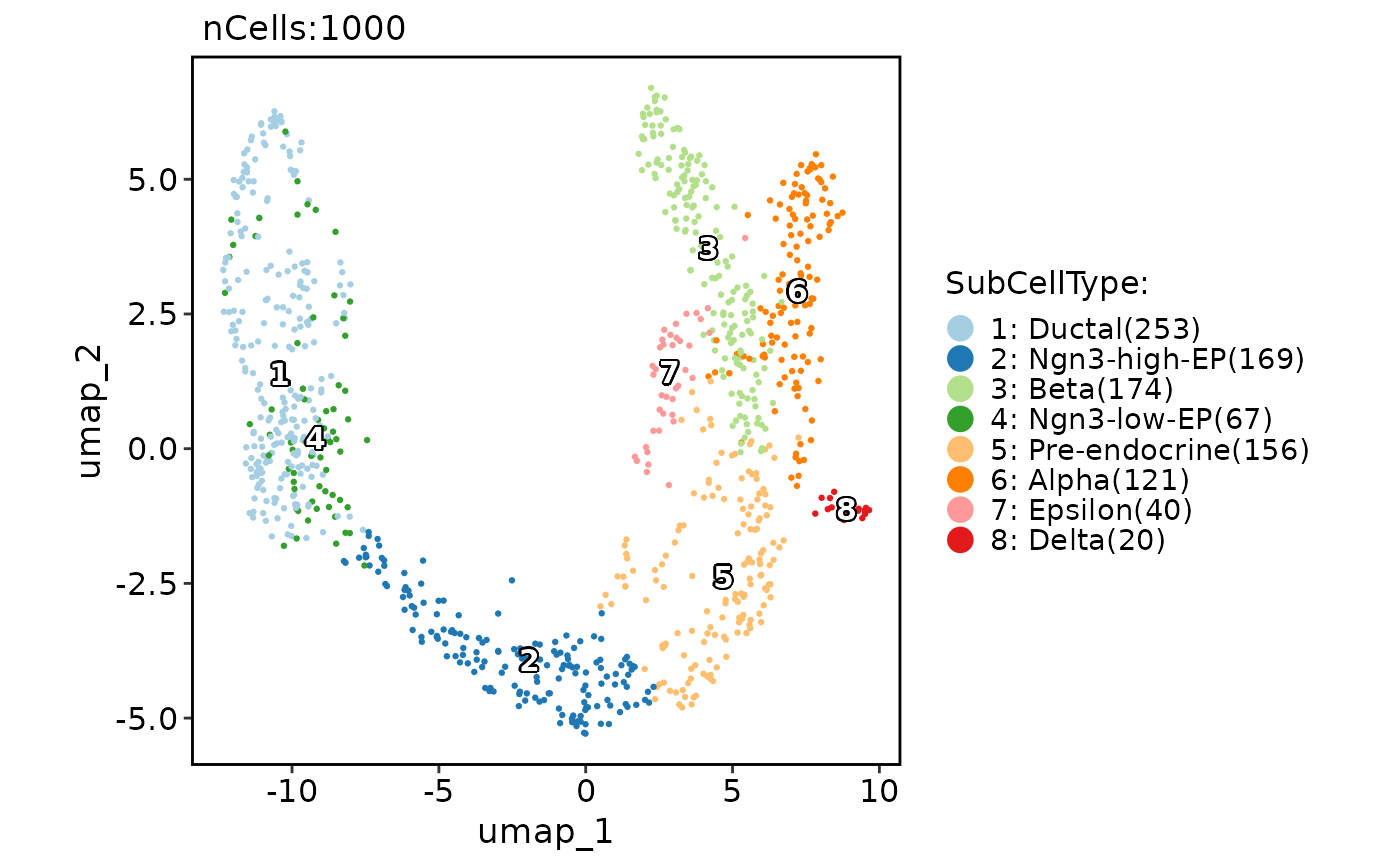 nCells:1000
umap_2
5.0
2.5
0.0
-2.5
-5.0
3
6
1
7
4
8
5
2
-10
-5
0
5
10
umap_1
SubCellType:
1: Ductal(253)
2: Ngn3-high-EP(169)
3: Beta(174)
4: Ngn3-low-EP(67)
5: Pre-endocrine(156)
6: Alpha(121)
7: Epsilon(40)
8: Delta(20)